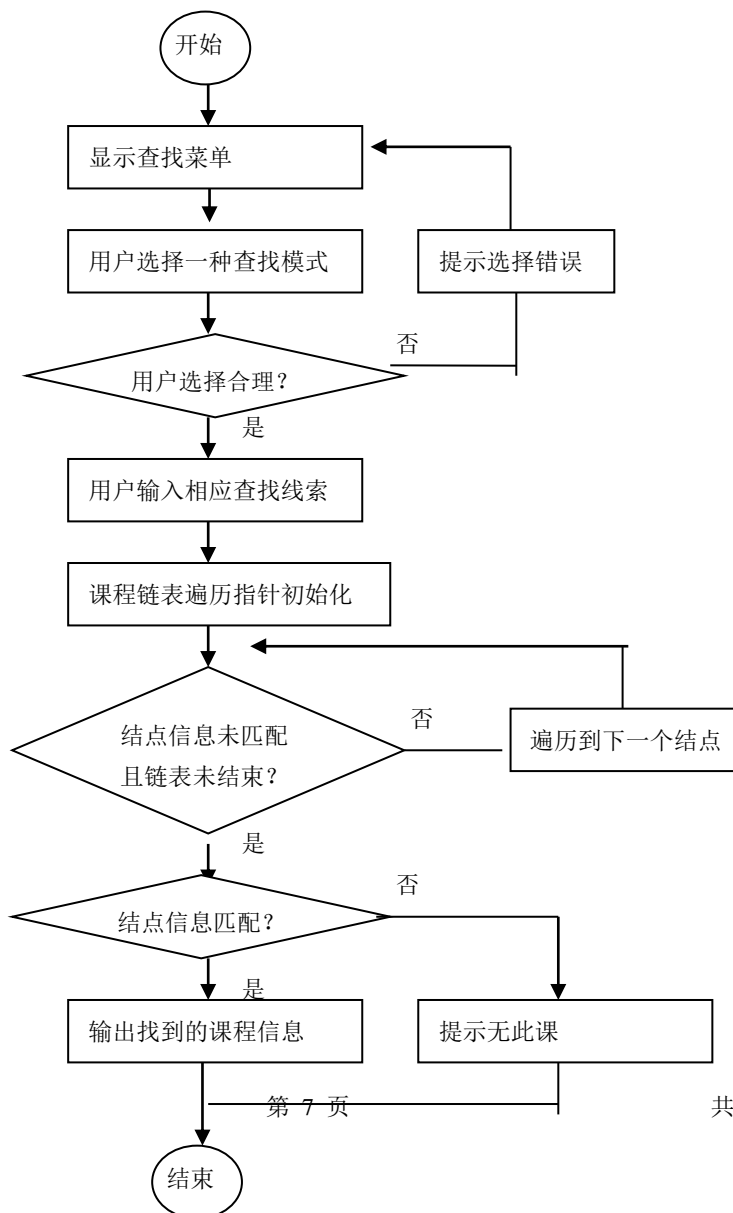 开始
显示查找菜单
用户选择一种查找模式
提示选择错误
否
用户选择合理?
是
用户输入相应查找线索
课程链表遍历指针初始化
否
结点信息未匹配
且链表未结束?
遍历到下一个结点
是
否
结点信息匹配?
是
输出找到的课程信息
提示无此课
第 7 页 共
结束